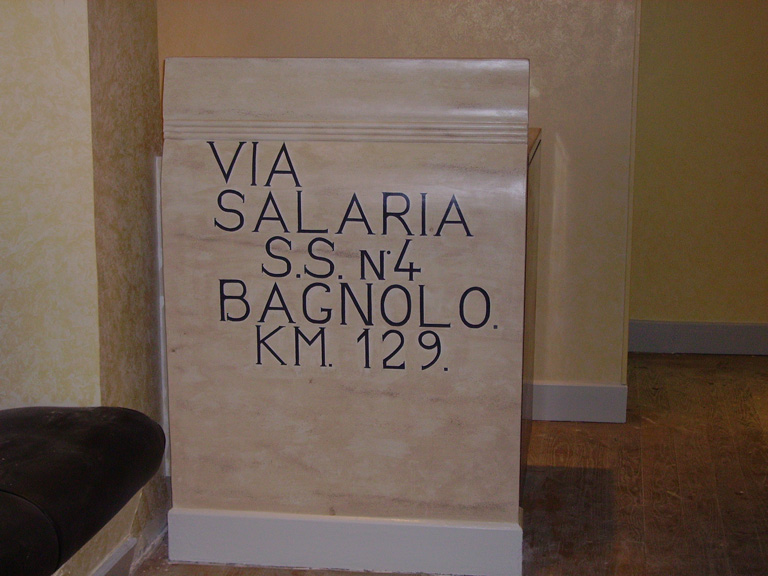 VIA
SALARIA
S.S. N.4
BAGNOLO.
KM. 129.